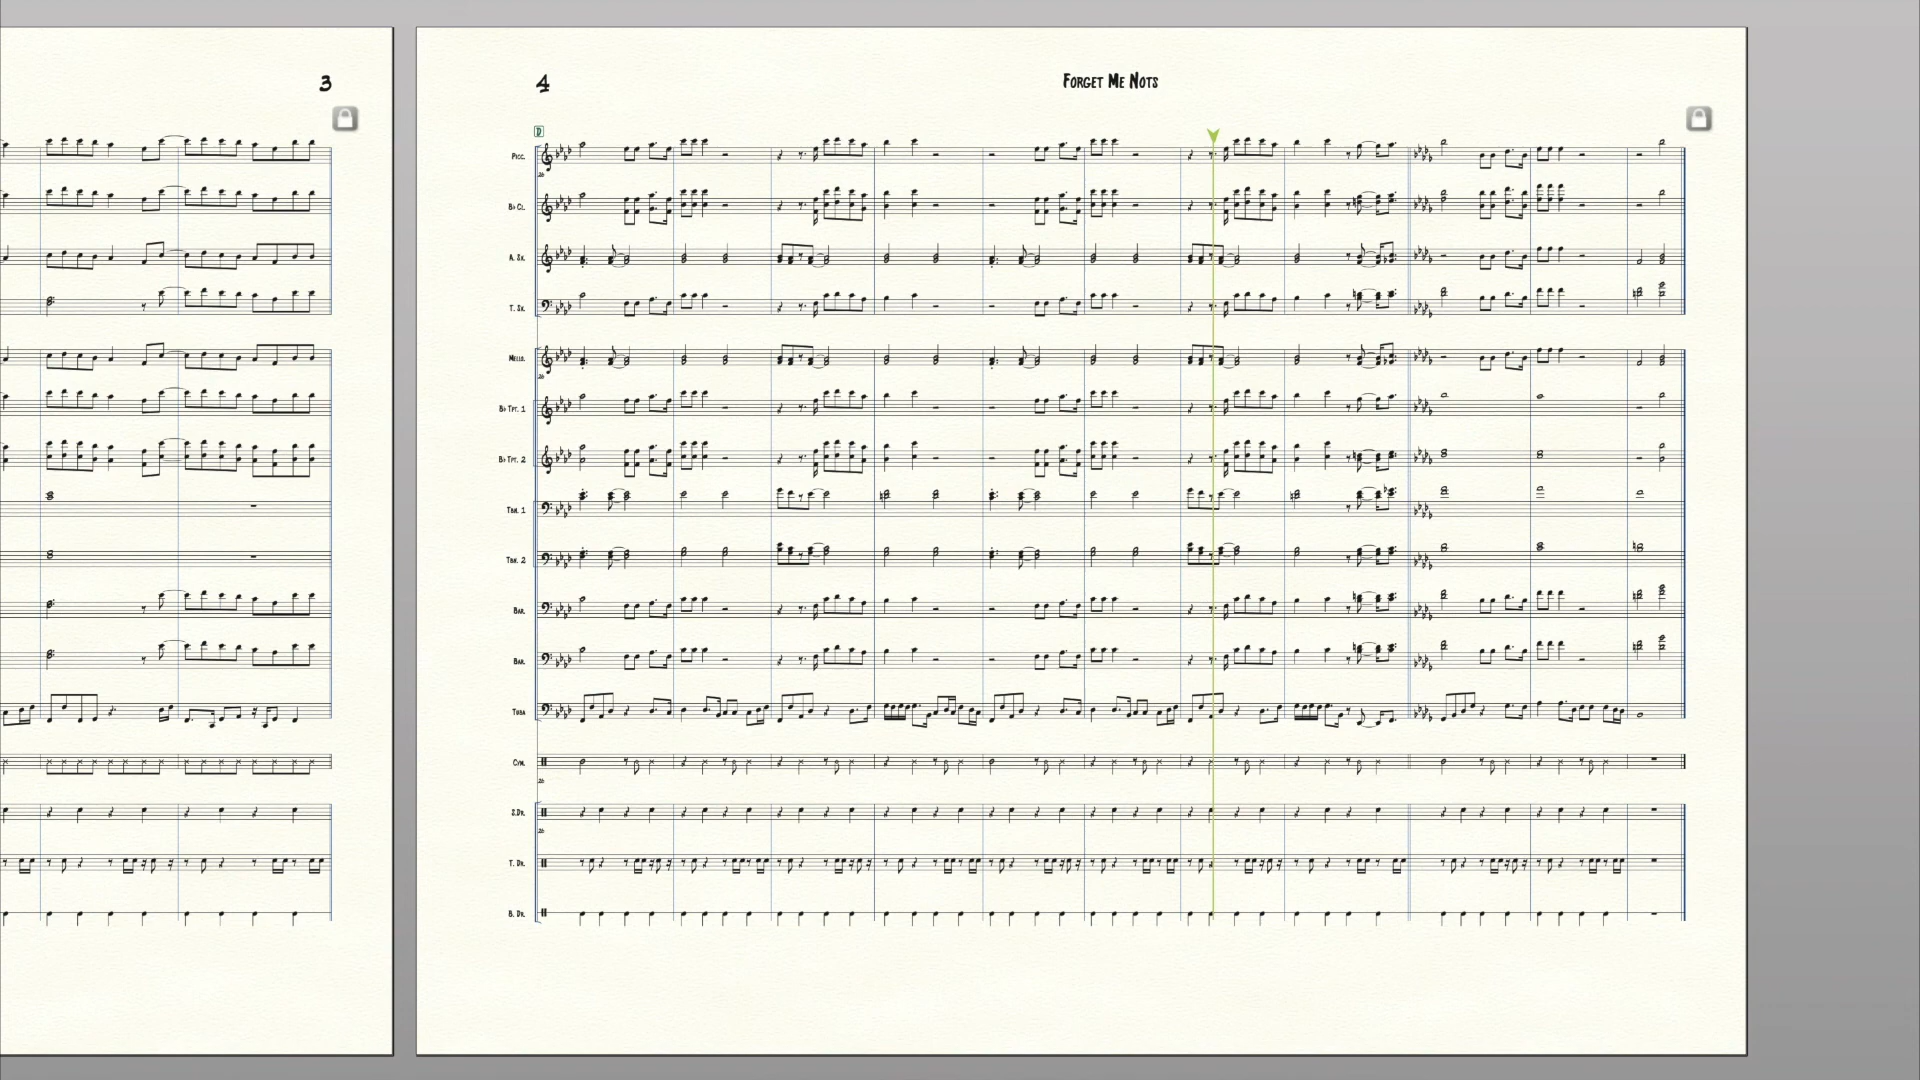 3
4
Forget Me Nots
D
Picc.
B♭ Cl.
A. Sx.
T. Sx.
Mello.
B♭ Tpt. 1
B♭ Tpt. 2
Tbn. 1
Tbn. 2
Bar.
Bar.
Tuba
Cym.
S.Dr.
T. Dr.
B. Dr.